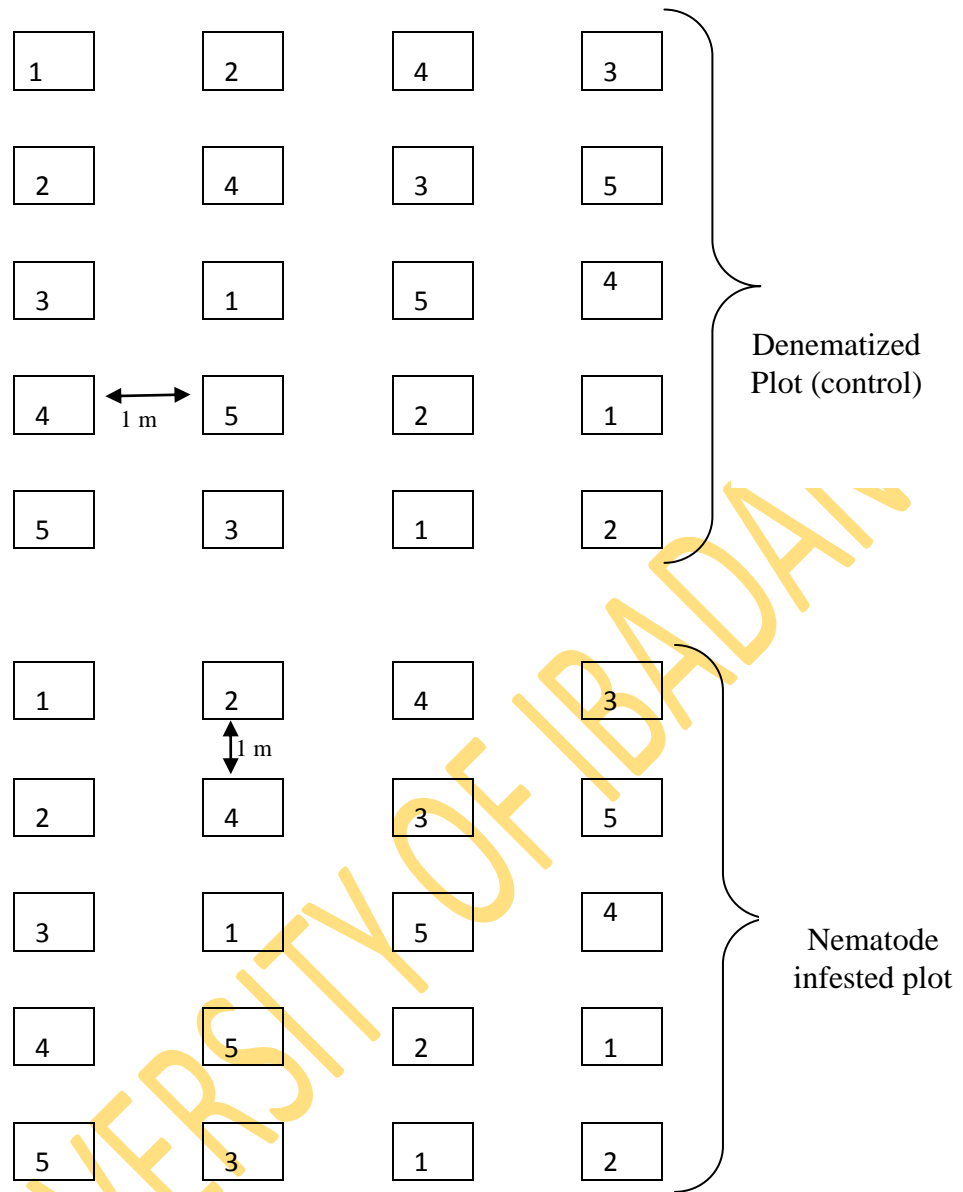 1 2 4 3
2 4 3 5
3 1 5 4
Denematized
Plot (control)
4 1 m 5 2 1
5 3 1 2
1 2 4 3
1 m
2 4 3 5
3 1 5 4
Nematode
infested plot
4 5 2 1
5 3 1 2
VERSITY OF IBADAN